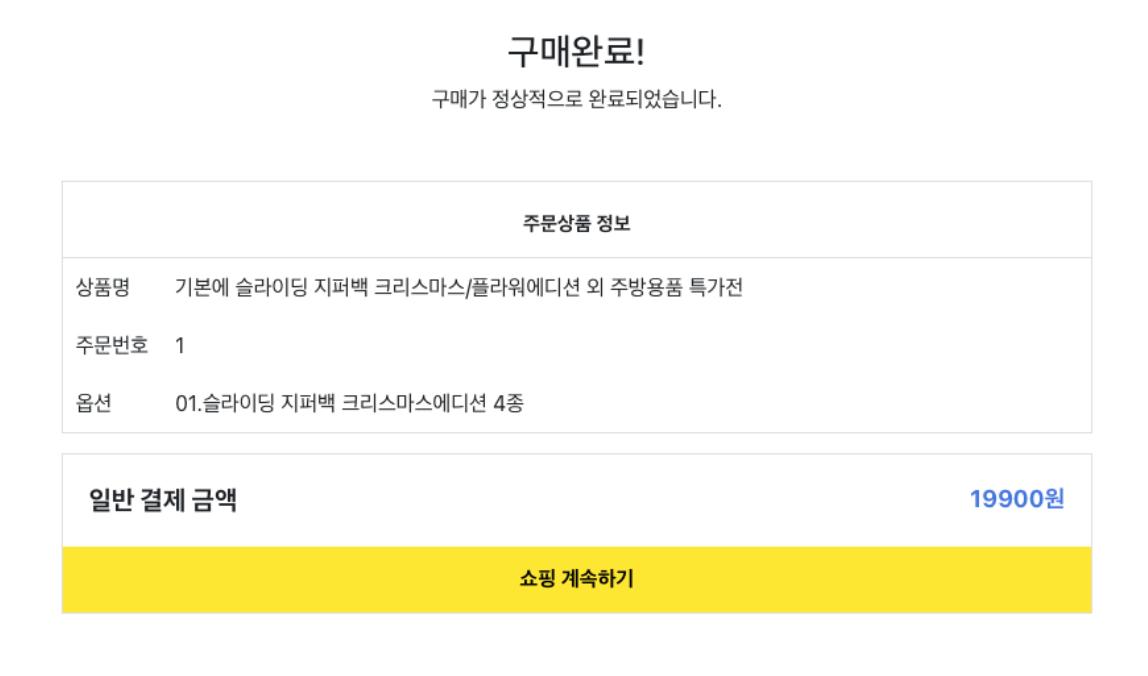 구매완료!
구매가 정상적으로 완료되었습니다.
주문상품 정보
상품명 기본에 슬라이딩 지퍼백 크리스마스/플라워에디션 외 주방용품 특가전
주문번호 1
옵션 01.슬라이딩 지퍼백 크리스마스에디션 4종
일반 결제 금액 19900원
쇼핑 계속하기